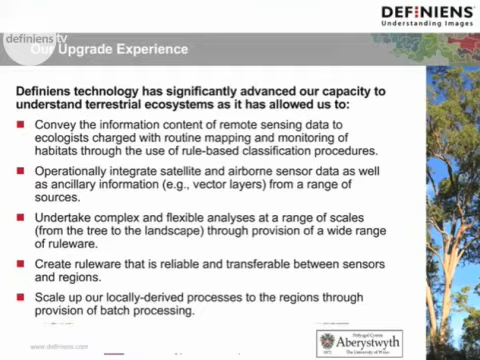 DEFINIENS
Understanding Images
definiens tv
Our Upgrade Experience
Definiens technology has significantly advanced our capacity to
understand terrestrial ecosystems as it has allowed us to:
Convey the information content of remote sensing data to
ecologists charged with routine mapping and monitoring of
habitats through the use of rule-based classification procedures.
Operationally integrate satellite and airborne sensor data as well
as ancillary information (e.g., vector layers) from a range of
sources.
Undertake complex and flexible analyses at a range of scales
(from the tree to the landscape) through provision of a wide range
of ruleware.
Create ruleware that is reliable and transferable between sensors
and regions.
Scale up our locally-derived processes to the regions through
provision of batch processing.
www.definiens.com
Prifysgol Cymru
Aberystwyth
The University of Wales